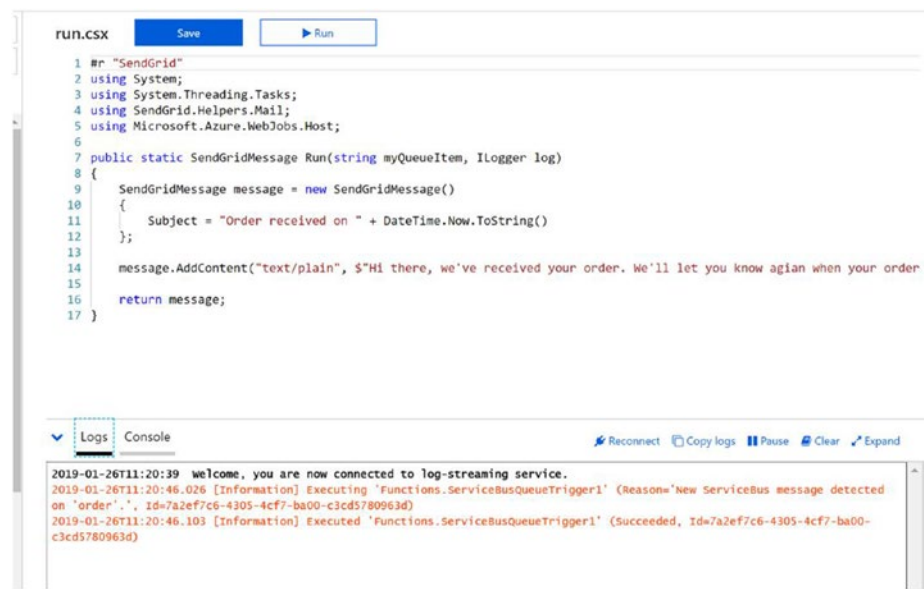 run.csx Save Run
1 #r "SendGrid"
2 using System;
3 using System.Threading.Tasks;
4 using SendGrid.Helpers.Mail;
5 using Microsoft.Azure.WebJobs.Host;
6
7 public static SendGridMessage Run(string myQueueItem, ILogger log)
8 {
9 SendGridMessage message = new SendGridMessage()
10 {
11 Subject = "Order received on " + DateTime.Now.ToString()
12 };
13
14 message.AddContent("text/plain", $"Hi there, we've received your order. We'll let you know agian when your order
15
16 return message;
17 }
Logs Console Reconnect Copy logs Pause Clear Expand
2019-01-26T11:20:39 Welcome, you are now connected to log-streaming service.
2019-01-26T11:20:46.026 [Information] Executing 'Functions.ServiceBusQueueTrigger1' (Reason='New ServiceBus message detected
on 'order'.', Id=7a2ef7c6-4305-4cf7-ba00-c3cd5780963d)
2019-01-26T11:20:46.103 [Information] Executed 'Functions.ServiceBusQueueTrigger1' (Succeeded, Id=7a2ef7c6-4305-4cf7-ba00-
c3cd5780963d)